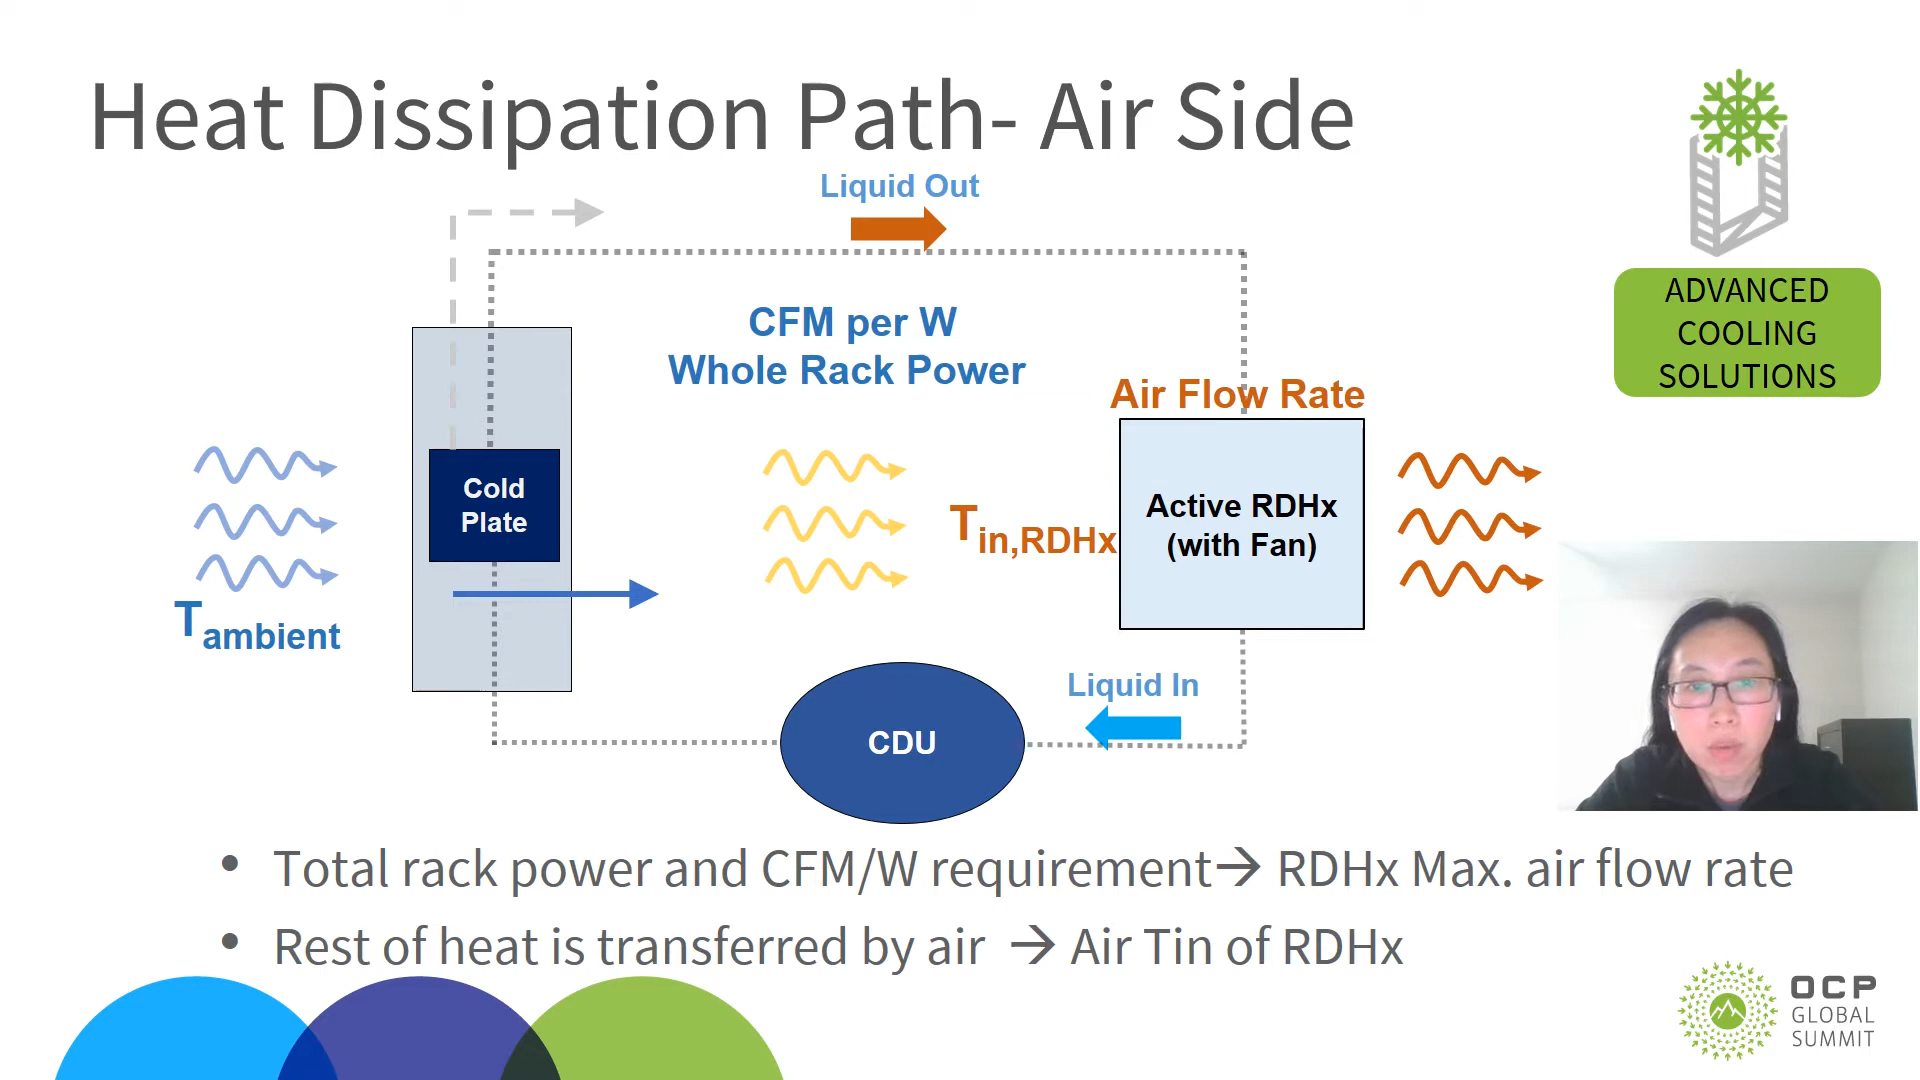 Heat Dissipation Path- Air Side
Liquid Out
CFM per W
Whole Rack Power
ADVANCED
COOLING
SOLUTIONS
Air Flow Rate
Cold
Plate
Active RDHx
(with Fan)
Tin,RDHx
Tambient
Liquid In
CDU
• Total rack power and CFM/W requirement→ RDHx Max. air flow rate
• Rest of heat is transferred by air → Air Tin of RDHx
OCP
GLOBAL
SUMMIT